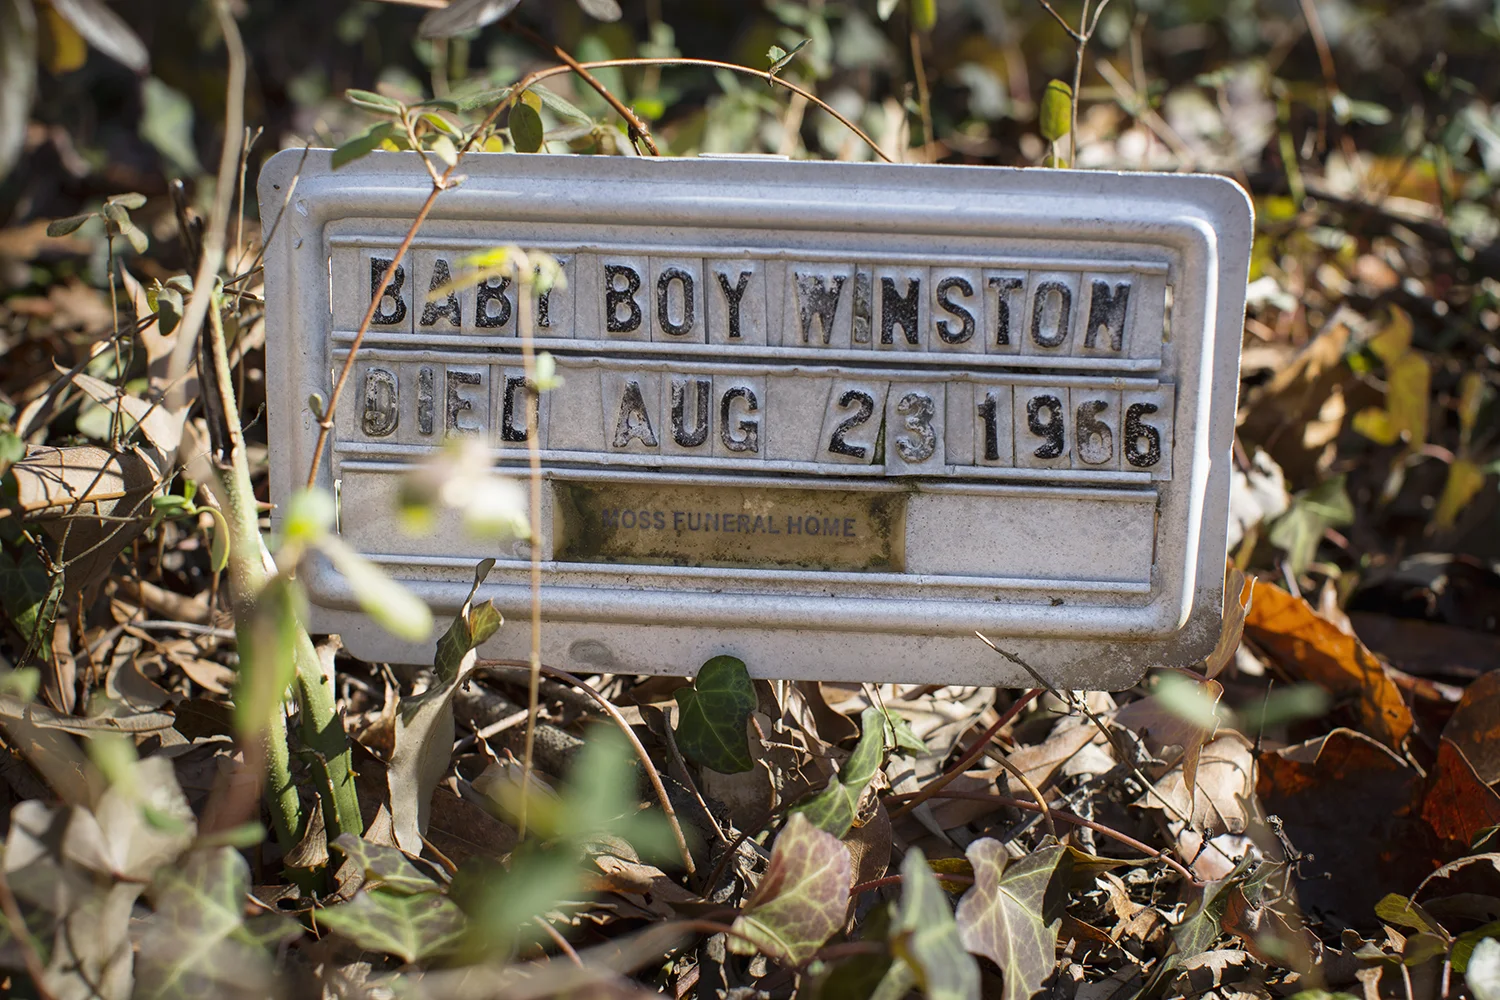 BABY BOY WINSTON
DIED AUG 23 1966
MOSS FUNERAL HOME